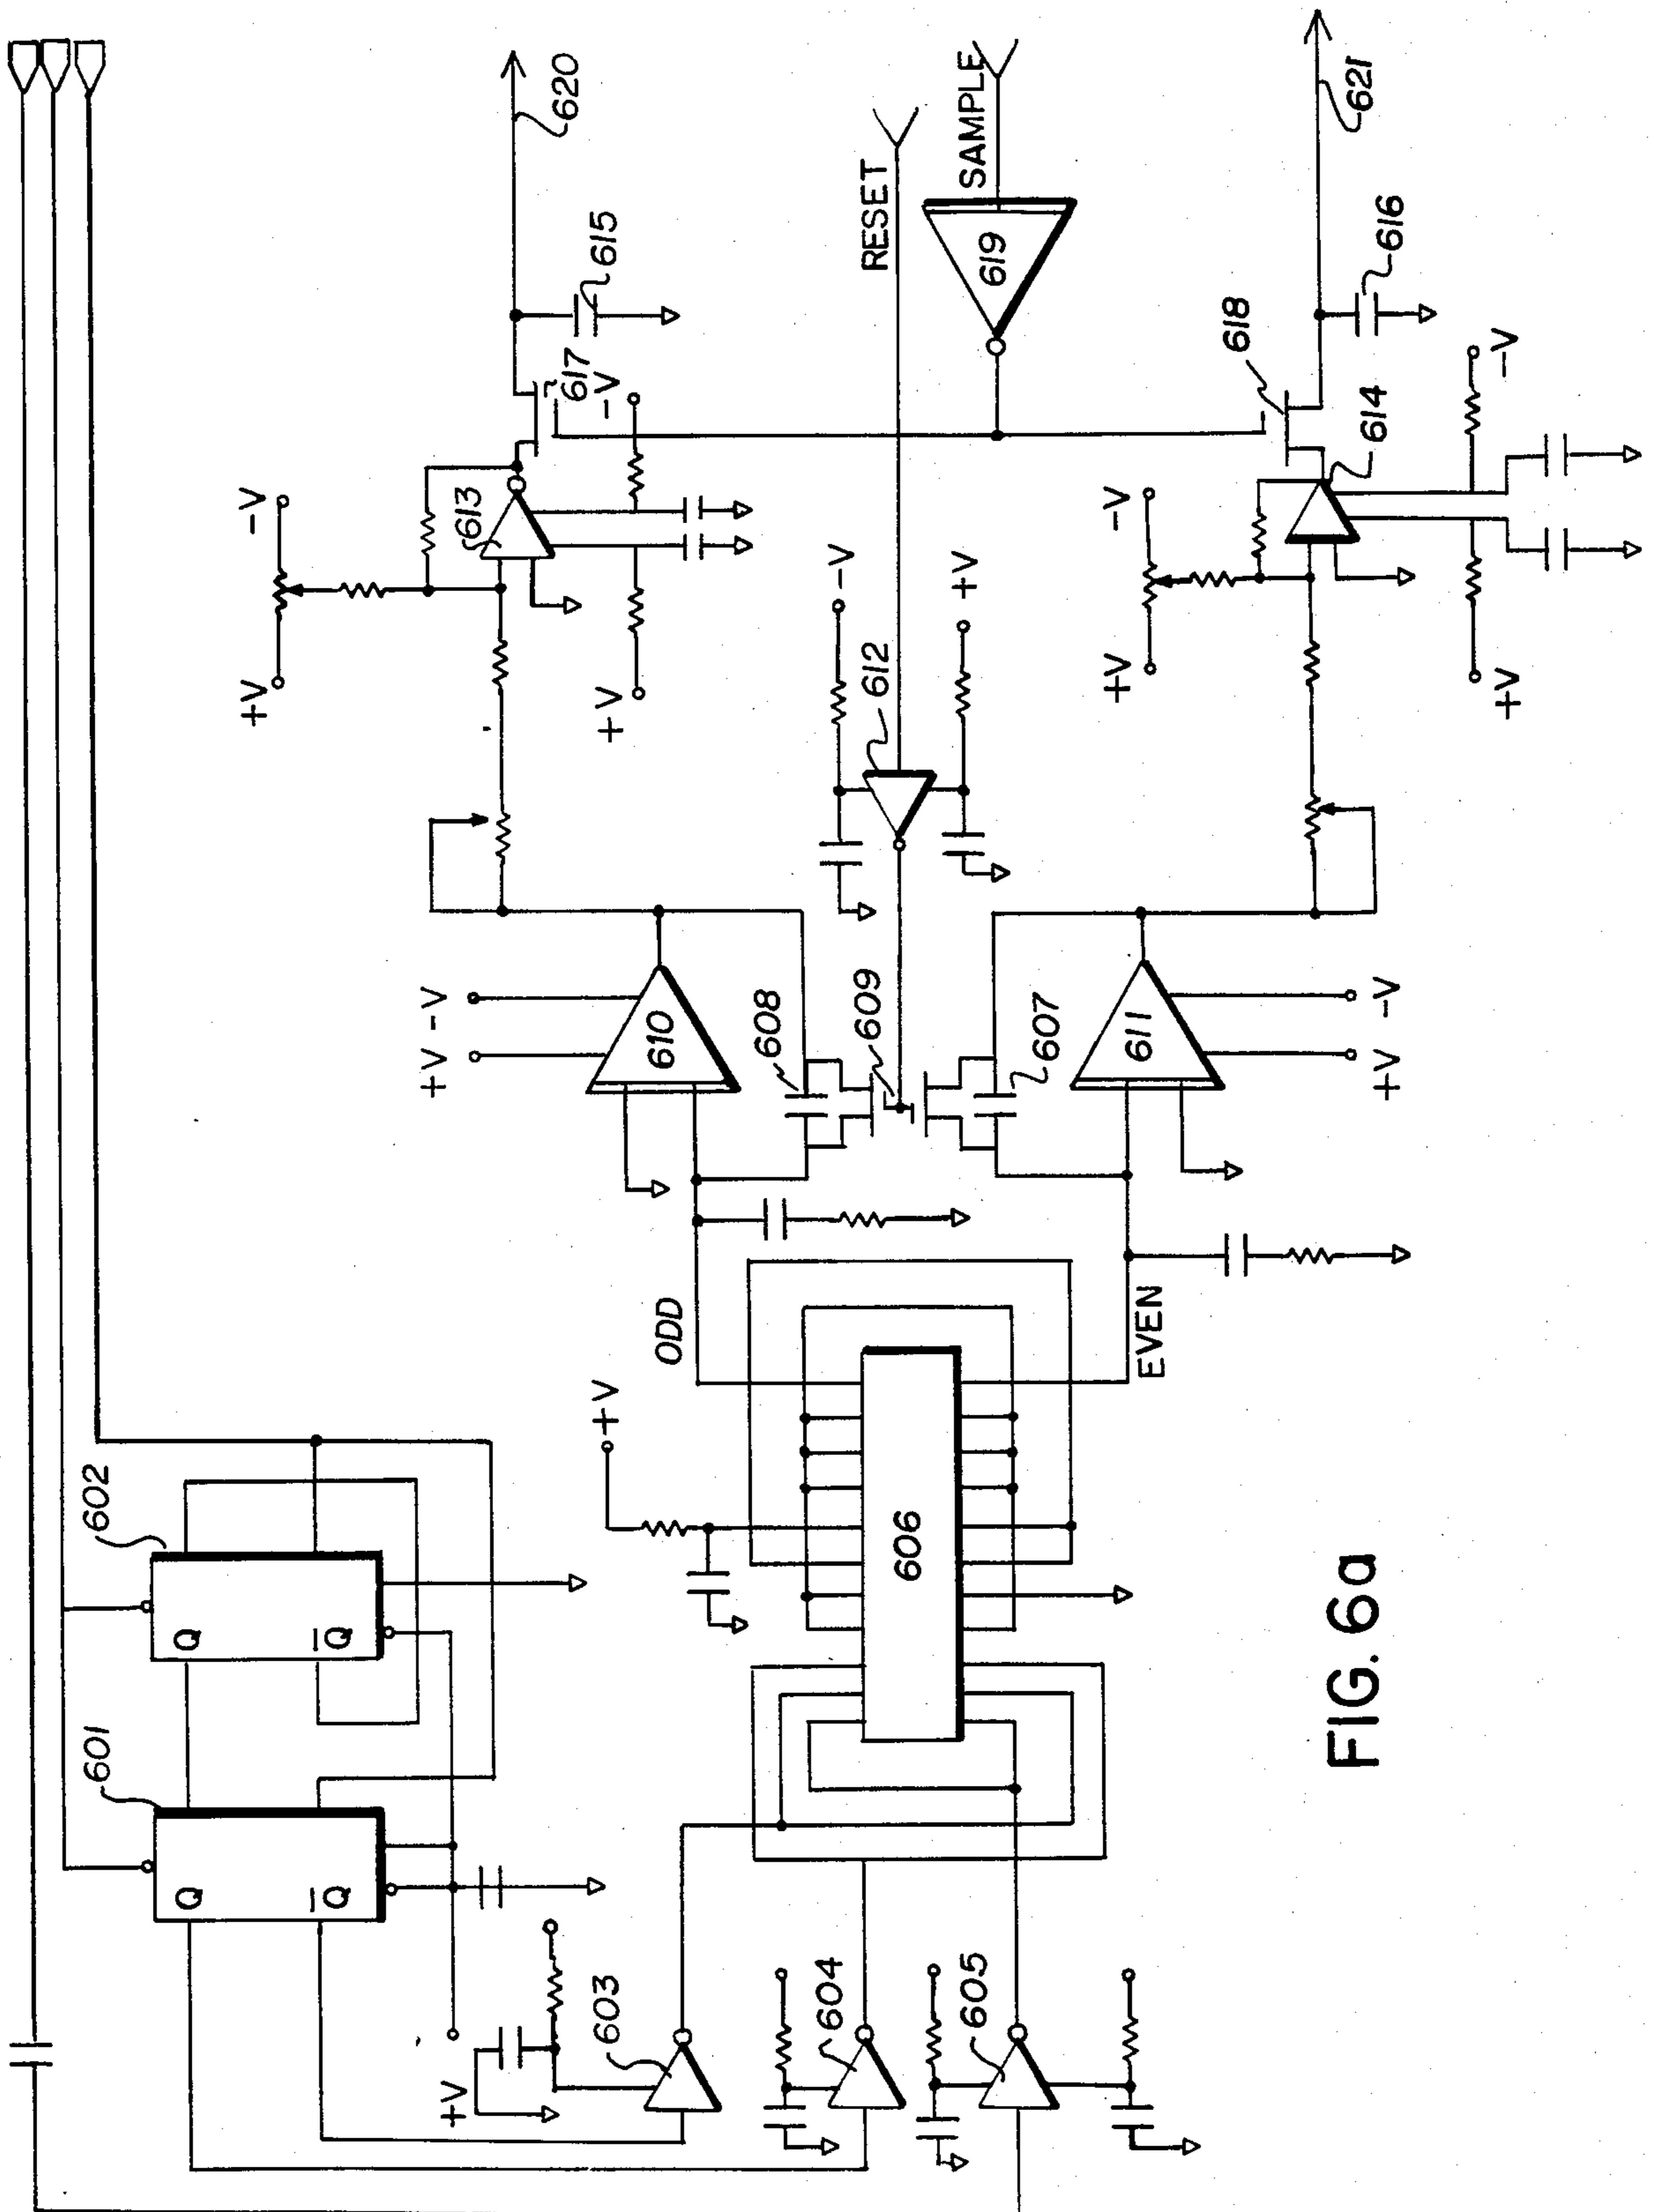 602
601
Q
Q
Q
Q
+V
603
604
605
+V
606
ODD
EVEN
+V -V
610
608
609
607
611
+V -V
+V -V
613
+V
-V
617
620
615
-V
+V
612
RESET
SAMPLE
619
618
+V -V
614
+V
-V
616
621
FIG. 6a